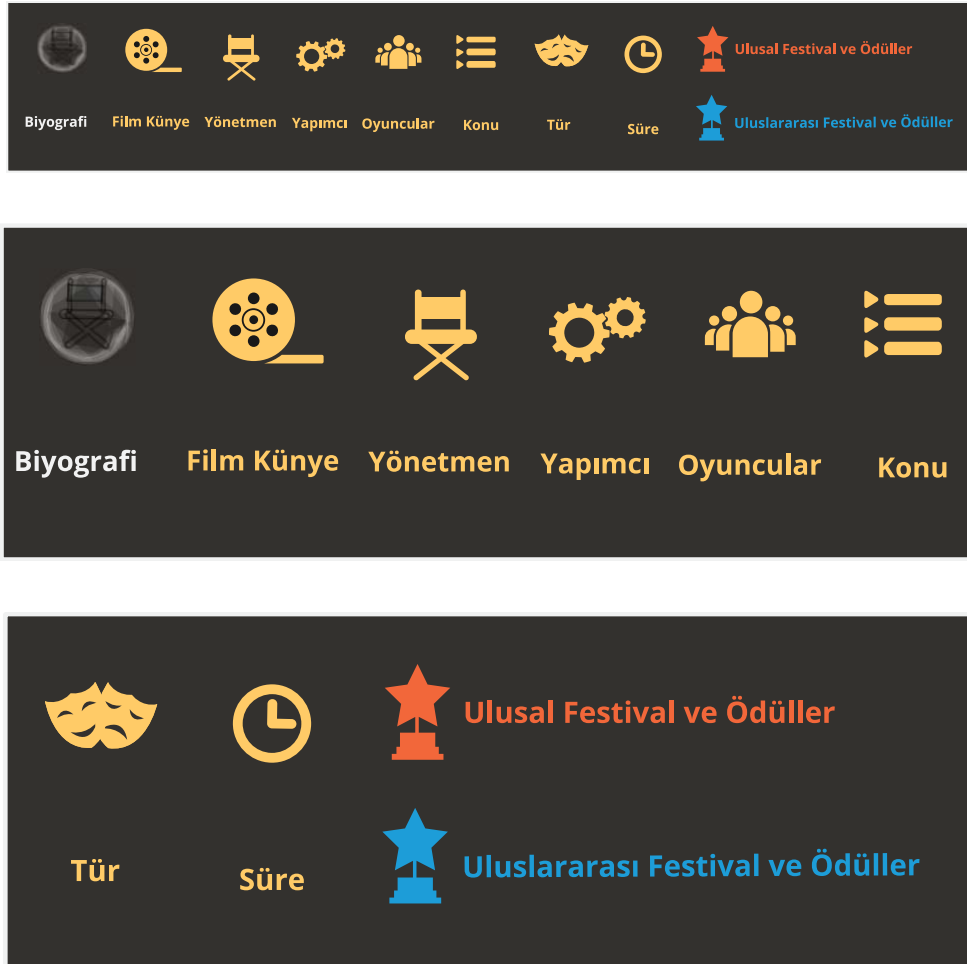 Ulusal Festival ve Ödüller
Biyografi Film Künye Yönetmen Yapımcı Oyuncular Konu Tür Süre
Uluslararası Festival ve Ödüller
Biyografi Film Künye Yönetmen Yapımcı Oyuncular Konu
Ulusal Festival ve Ödüller
Tür Süre
Uluslararası Festival ve Ödüller